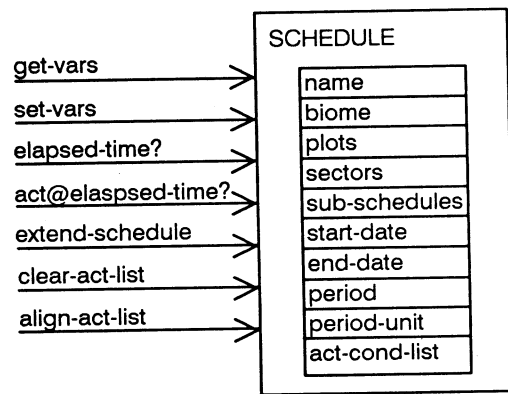 SCHEDULE
get-vars
set-vars
elapsed-time?
act@elaspsed-time?
extend-schedule
clear-act-list
align-act-list
name
biome
plots
sectors
sub-schedules
start-date
end-date
period
period-unit
act-cond-list